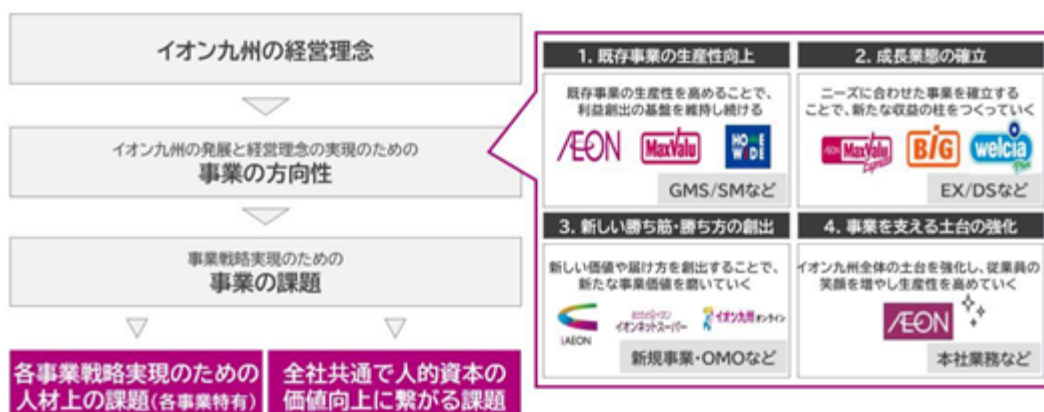 イオン九州の経営理念
イオン九州の発展と経営理念の実現のための
事業の方向性
事業戦略実現のための
事業の課題
各事業戦略実現のための
人材上の課題(各事業特有)
全社共通で人的資本の
価値向上に繋がる課題
1. 既存事業の生産性向上
既存事業の生産性を高めることで、
利益創出の基盤を維持し続ける
ÆON
MaxValu
HOME
WIDE
GMS/SMなど
2. 成長業態の確立
ニーズに合わせた事業を確立する
ことで、新たな収益の柱をつくっていく
ÆON
MaxValu
Express
BIG
welcia
Plus
EX/DSなど
3. 新しい勝ち筋・勝ち方の創出
新しい価値や届け方を創出することで、
新たな事業価値を磨いていく
iAEON
イオンネットスーパー
イオン九州オンライン
新規事業・OMOなど
4. 事業を支える土台の強化
イオン九州全体の土台を強化し、従業員の
笑顔を増やし生産性を高めていく
ÆON
本社業務など